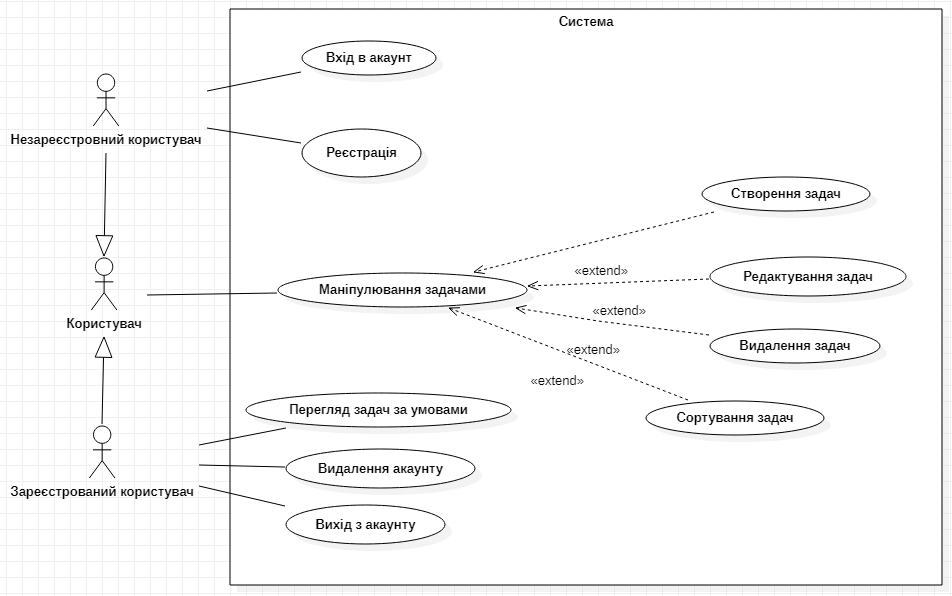 Система
Вхід в акаунт
Незареєстровний користувач
Реєстрація
Створення задач
«extend»
Редактування задач
Маніпулювання задачами
«extend»
Користувач
Видалення задач
«extend»
«extend»
Перегляд задач за умовами
Сортування задач
Видалення акаунту
Зареєстрований користувач
Вихід з акаунту